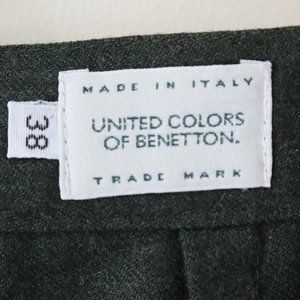 MADE IN ITALY
UNITED COLORS
OF BENETTON.
TRADE MARK
38